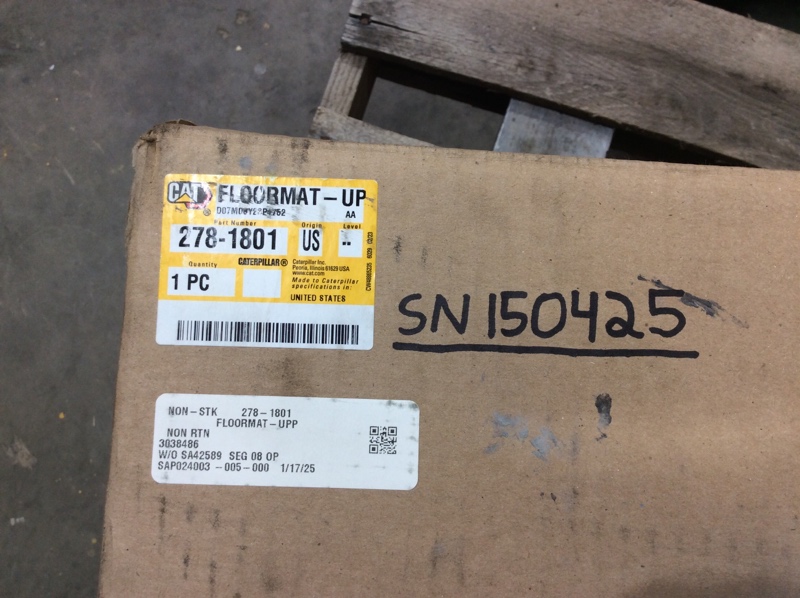 CAT FLOORMAT-UP
AA
Part Number Origin Level
278-1801 US --
Quantity
1 PC
CATERPILLAR®
Caterpillar Inc.
Peoria, Illinois 61629 USA
www.cat.com
Made to Caterpillar
specifications in:
UNITED STATES
SN150425
NON-STK 278-1801
FLOORMAT-UPP
NON RTN
3038486
W/O SA42589 SEG 08 OP
SAP024003 -005-000 1/17/25